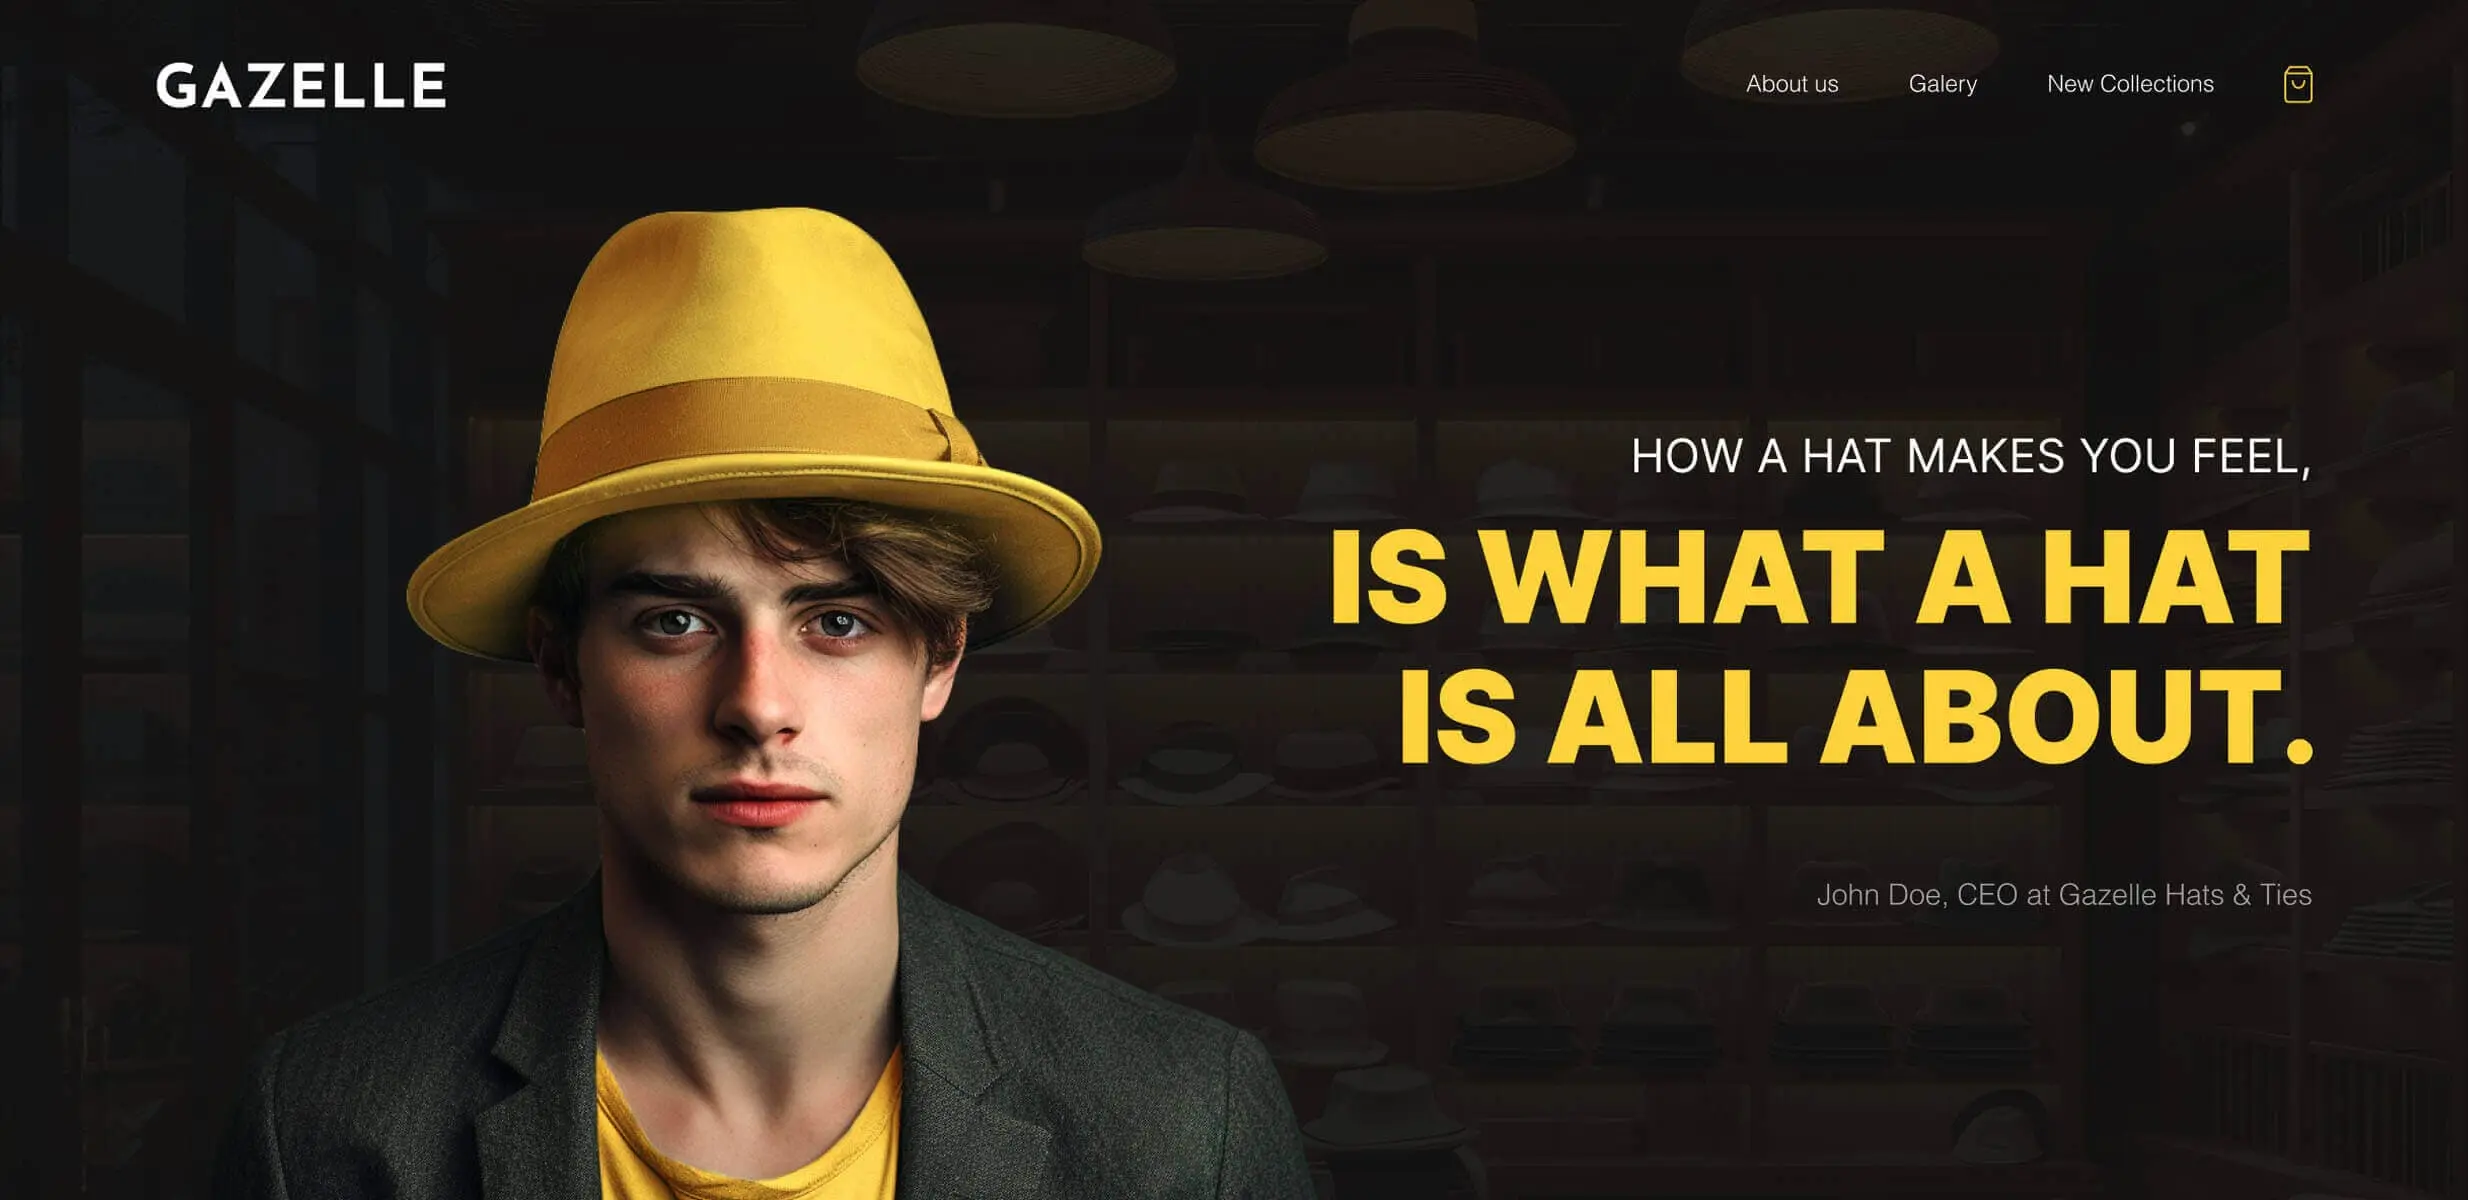 GAZELLE
About us
Galery
New Collections
HOW A HAT MAKES YOU FEEL,
IS WHAT A HAT
IS ALL ABOUT.
John Doe, CEO at Gazelle Hats & Ties